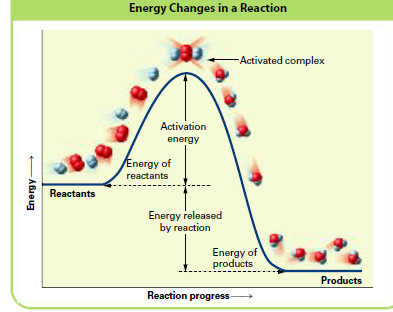 Energy Changes in a Reaction
Activated complex
Activation
energy
Energy of
reactants
Reactants
Energy
Energy released
by reaction
Energy of
products
Products
Reaction progress